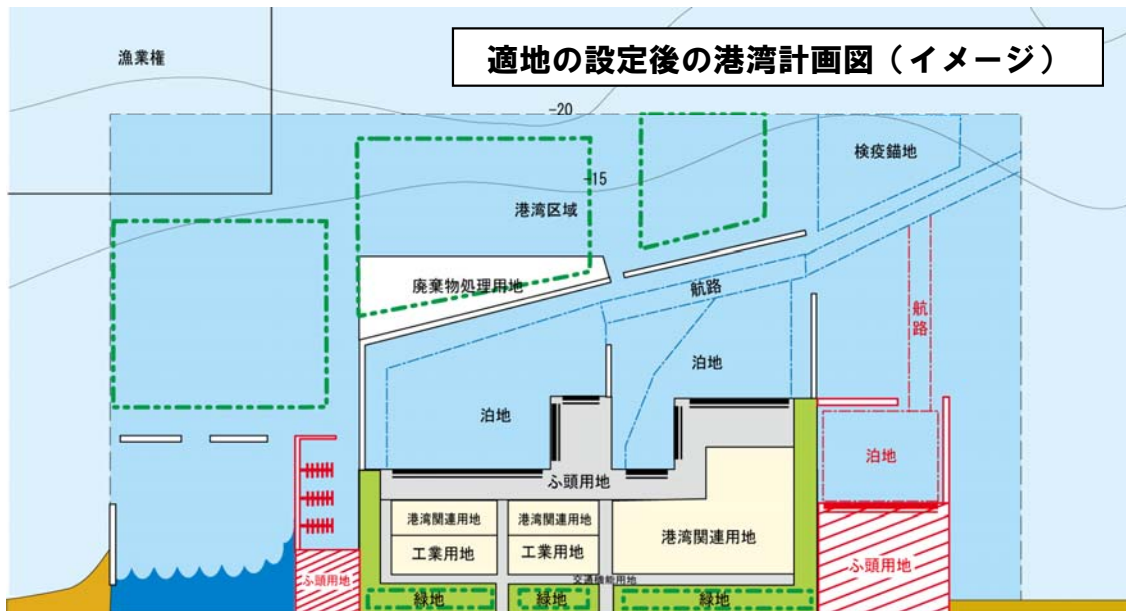 漁業権
適地の設定後の港湾計画図（イメージ）
-20
検疫錨地
-15
港湾区域
廃棄物処理用地
航路
航路
泊地
泊地
泊地
ふ頭用地
港湾関連用地
港湾関連用地
港湾関連用地
工業用地
工業用地
ふ頭用地
交通機能用地
ふ頭用地
緑地
緑地
緑地